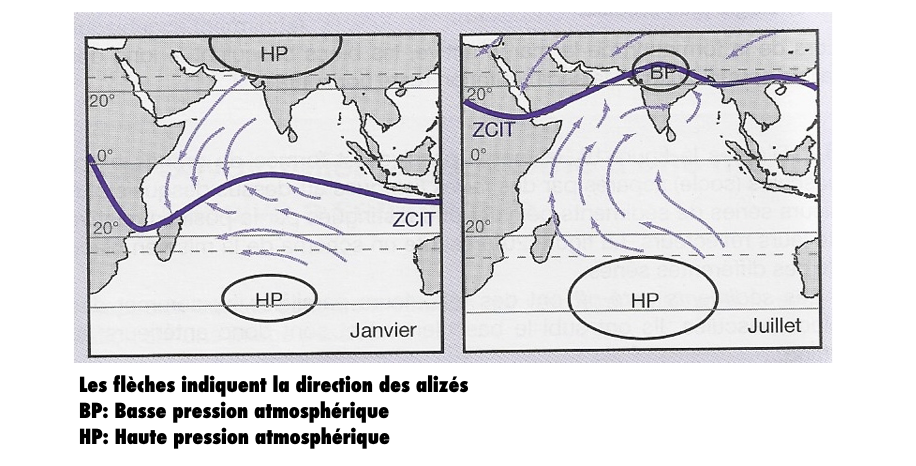 HP
20°
0°
ZCIT
20°
HP
Janvier
BP
20°
ZCIT
0°
20°
HP
Juillet
Les flèches indiquent la direction des alizés
BP: Basse pression atmosphérique
HP: Haute pression atmosphérique